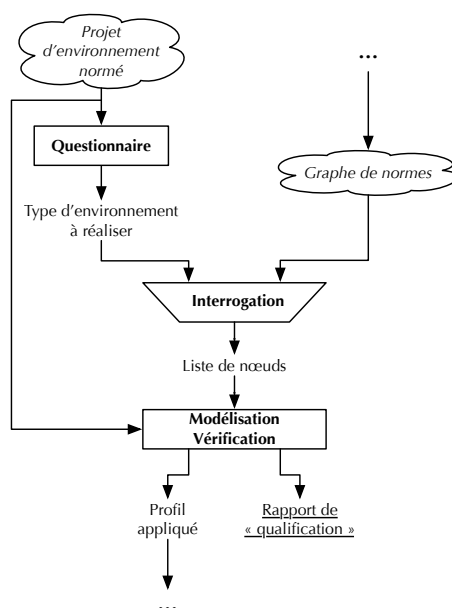 Projet
d'environnement
normé
...
Questionnaire
Graphe de normes
Type d'environnement
à réaliser
Interrogation
Liste de nœuds
Modélisation
Vérification
Profil
appliqué
Rapport de
« qualification »
...